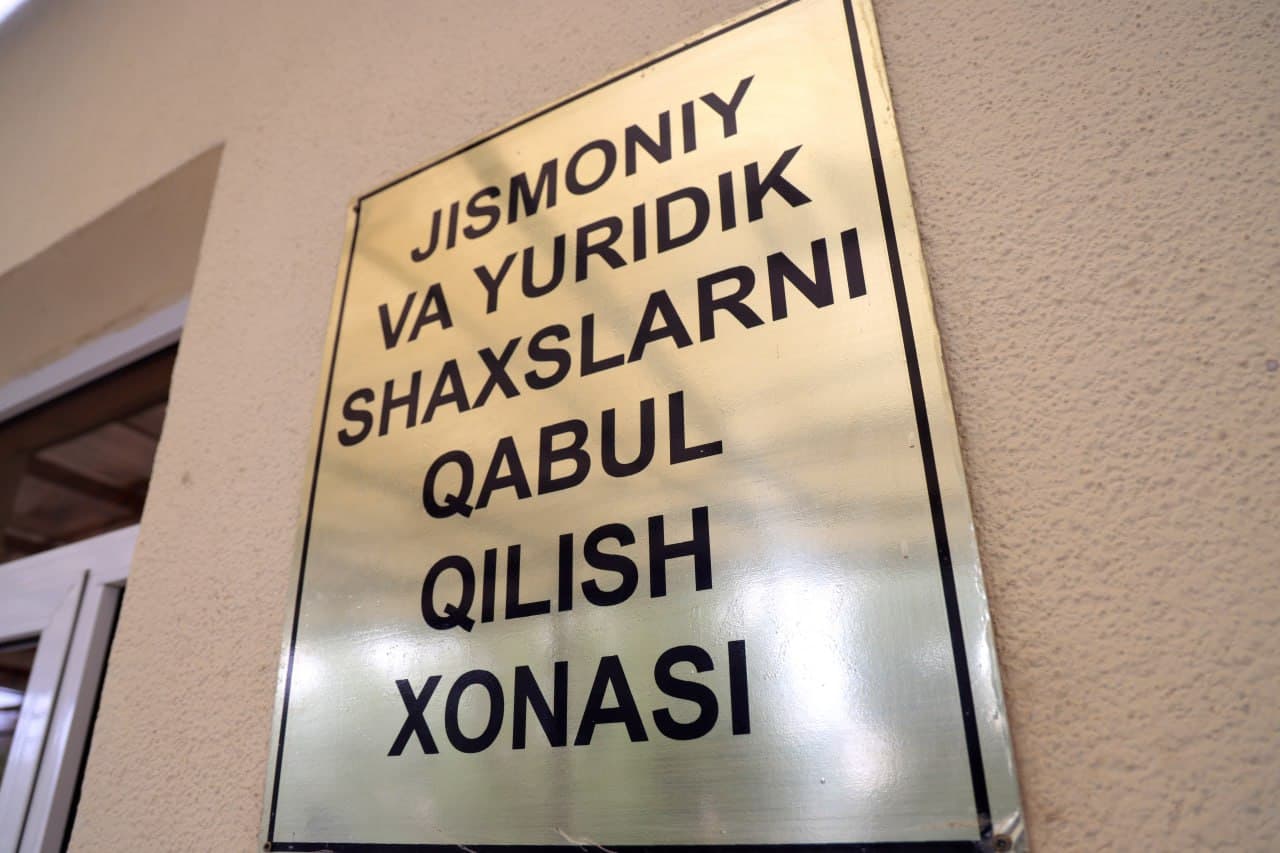 JISMONIY
VA YURIDIK
SHAXSLARNI
QABUL
QILISH
XONASI